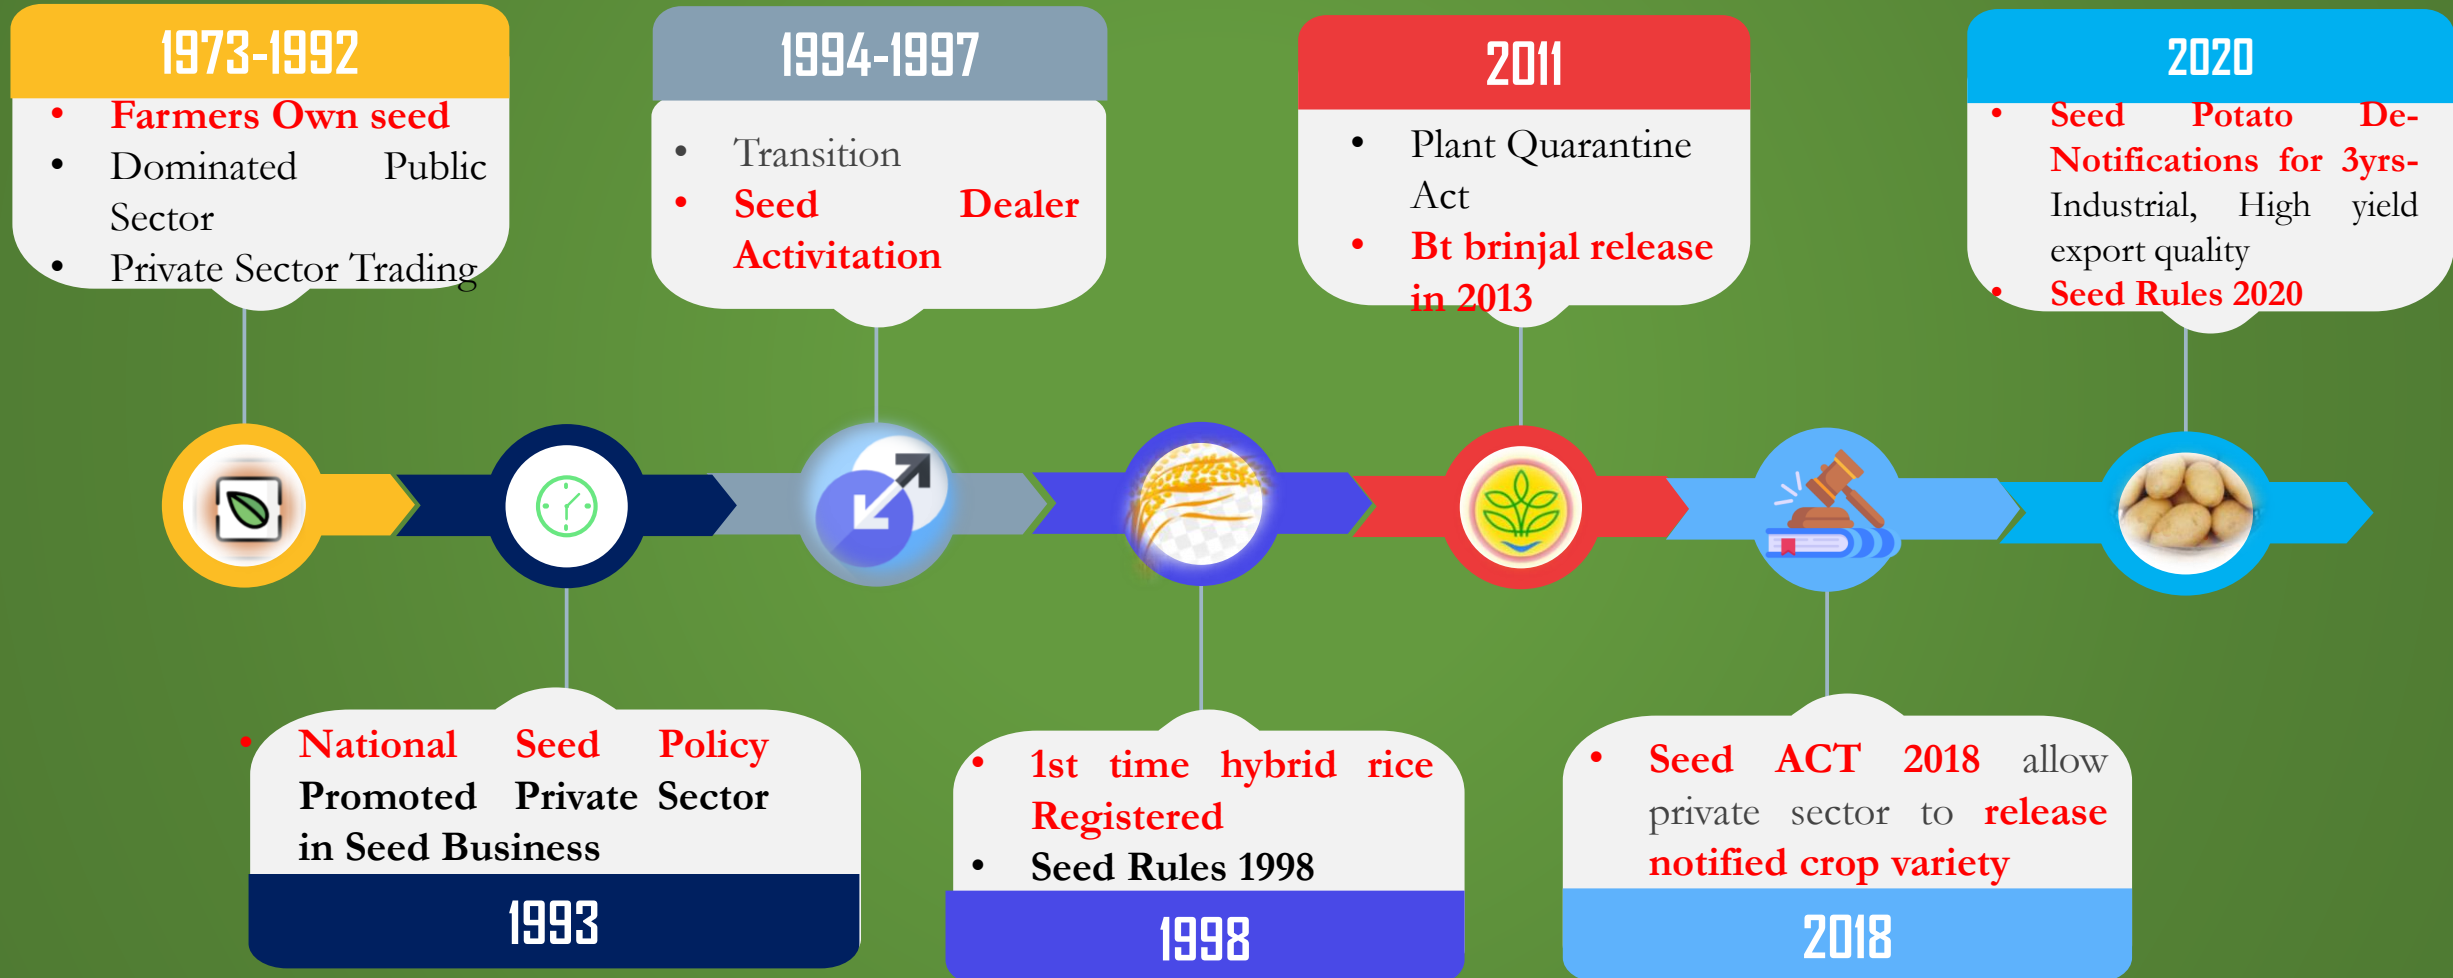 1973-1992
• Farmers Own seed
• Dominated Public
Sector
• Private Sector Trading
1994-1997
• Transition
• Seed Dealer
Activitation
2011
• Plant Quarantine
Act
• Bt brinjal release
in 2013
2020
• Seed Potato De-
Notifications for 3yrs-
Industrial, High yield
export quality
• Seed Rules 2020
• National Seed Policy
Promoted Private Sector
in Seed Business
1993
• 1st time hybrid rice
Registered
• Seed Rules 1998
1998
• Seed ACT 2018 allow
private sector to release
notified crop variety
2018